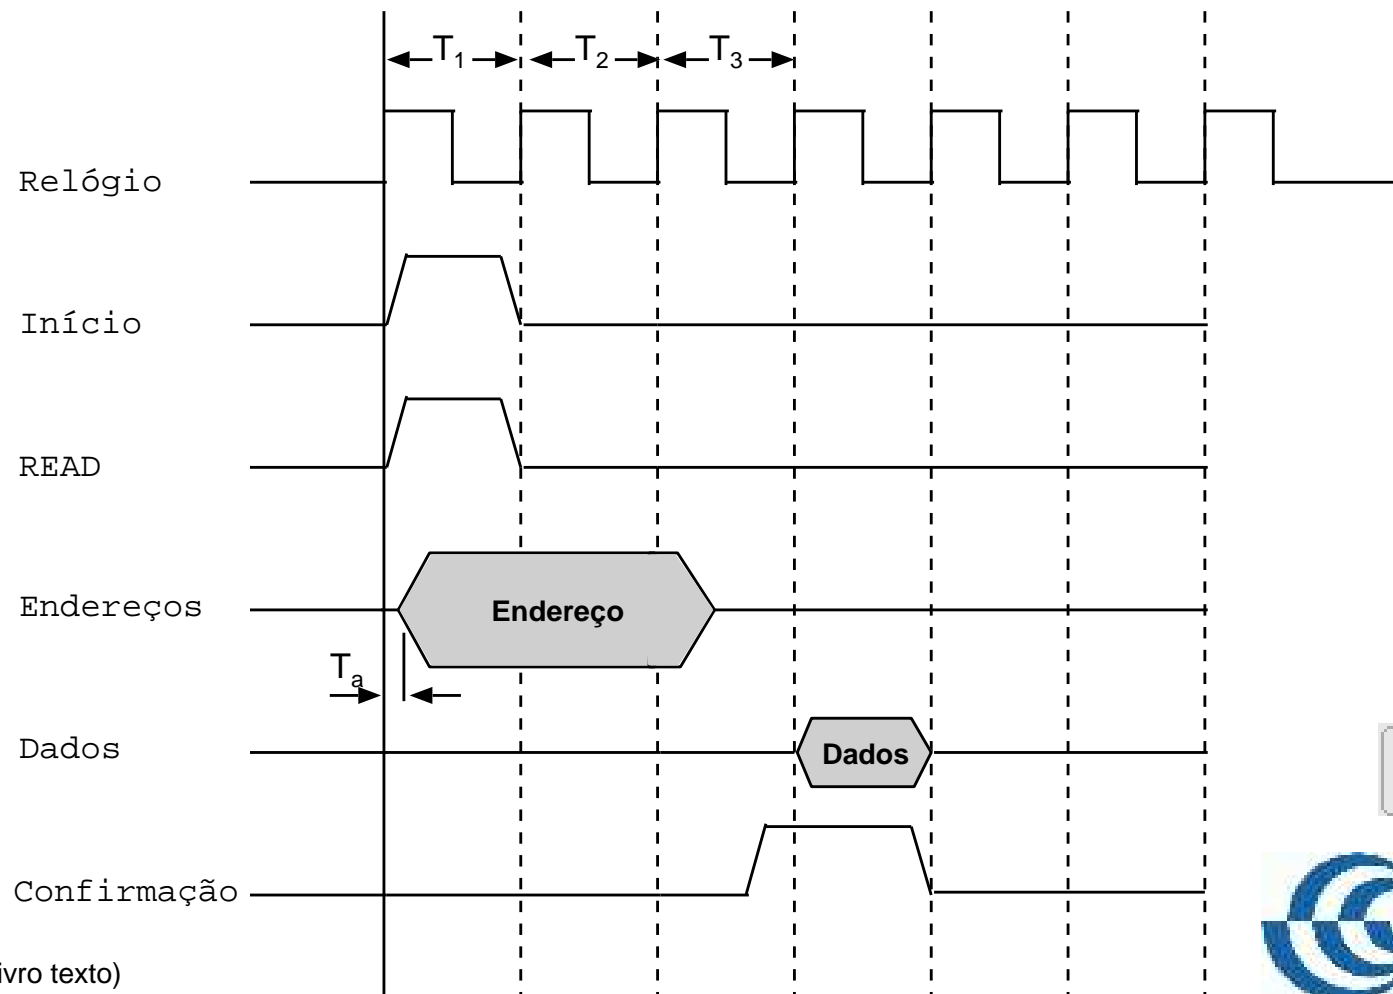 T1 T2 T3
Relógio
Início
READ
Endereços
Endereço
Ta
Dados
Dados
Confirmação
ivro texto)